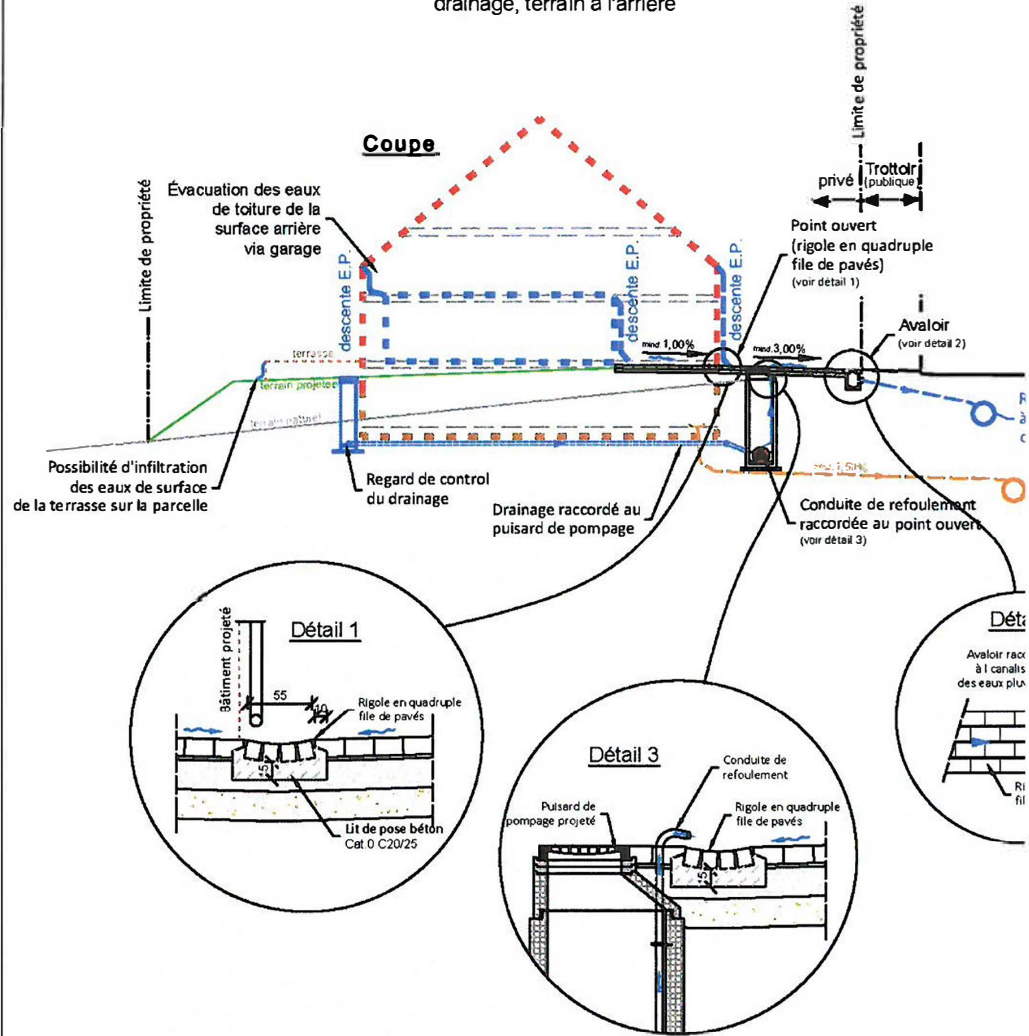 drainage, terrain à l'arrière
Limite de propriété
Coupe
privé
Trottoir
(publique)
Évacuation des eaux
de toiture de la
surface arrière
via garage
Limite de propriété
Point ouvert
(rigole en quadruple
file de pavés)
(voir détail 1)
descente E.P.
descente E.P.
descente E.P.
Avaloir
(voir détail 2)
mind. 1,00%
mind. 3,00%
terrasse
terrain projeté
terrain naturel
R
à
c
Possibilité d'infiltration
des eaux de surface
de la terrasse sur la parcelle
Regard de control
du drainage
Drainage raccordé au
puisard de pompage
Conduite de refoulement
raccordée au point ouvert
(voir détail 3)
Détail 1
Bâtiment projeté
55
10
Rigole en quadruple
file de pavés
15
Lit de pose béton
Cat.0 C20/25
Détail 3
Conduite de
refoulement
Puisard de
pompage projeté
Rigole en quadruple
file de pavés
15
Déta
Avaloir racc
à l canalis
des eaux pluv
Ri
fil